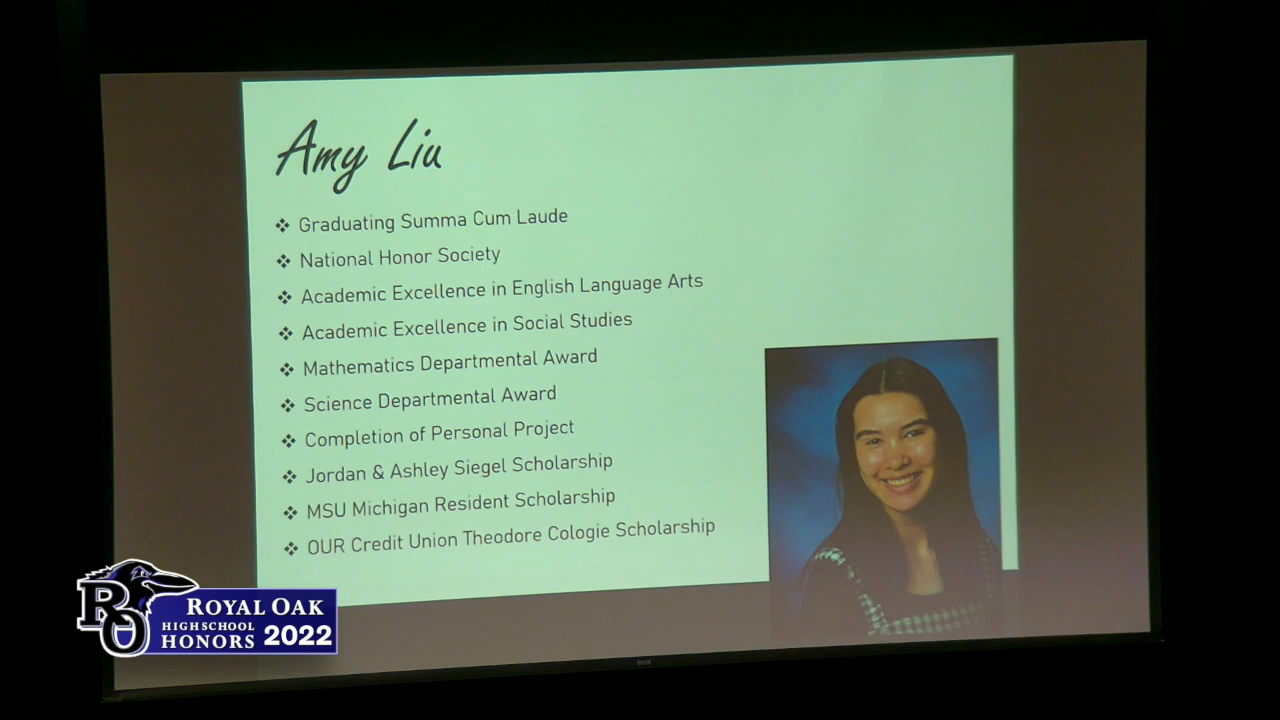 Amy Liu
❖ Graduating Summa Cum Laude
❖ National Honor Society
❖ Academic Excellence in English Language Arts
❖ Academic Excellence in Social Studies
❖ Mathematics Departmental Award
❖ Science Departmental Award
❖ Completion of Personal Project
❖ Jordan & Ashley Siegel Scholarship
❖ MSU Michigan Resident Scholarship
❖ OUR Credit Union Theodore Cologie Scholarship
RO
ROYAL OAK
HIGH SCHOOL
HONORS 2022